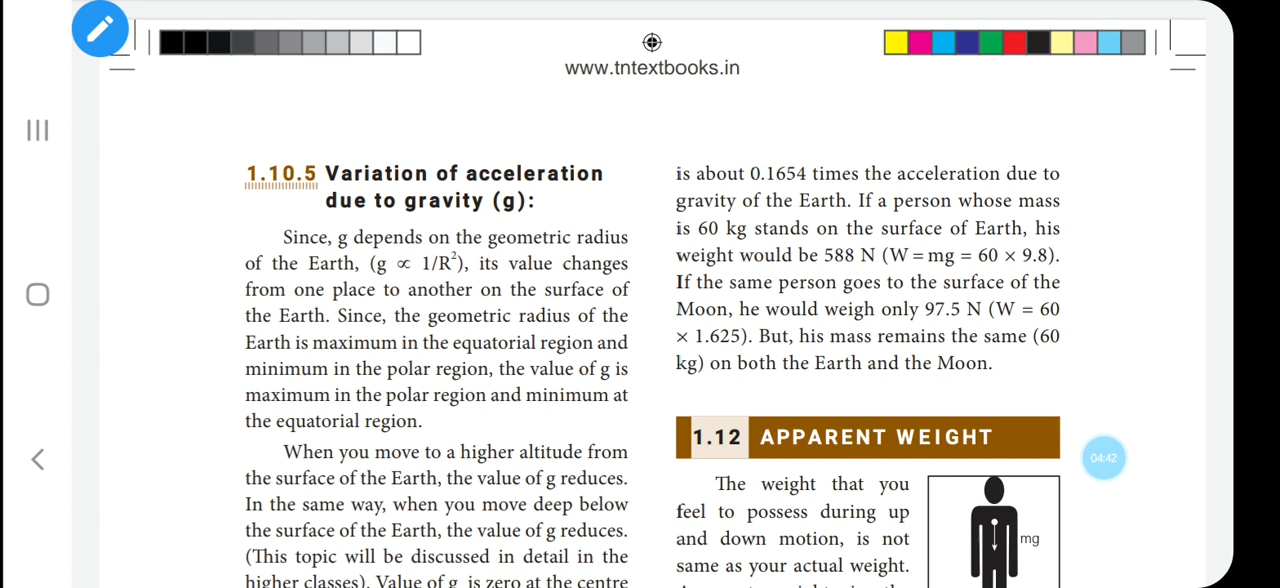 www.tntextbooks.in
1.10.5 Variation of acceleration
due to gravity (g):
Since, g depends on the geometric radius
of the Earth, (g ∝ 1/R²), its value changes
from one place to another on the surface of
the Earth. Since, the geometric radius of the
Earth is maximum in the equatorial region and
minimum in the polar region, the value of g is
maximum in the polar region and minimum at
the equatorial region.
When you move to a higher altitude from
the surface of the Earth, the value of g reduces.
In the same way, when you move deep below
the surface of the Earth, the value of g reduces.
(This topic will be discussed in detail in the
higher classes). Value of g is zero at the centre
is about 0.1654 times the acceleration due to
gravity of the Earth. If a person whose mass
is 60 kg stands on the surface of Earth, his
weight would be 588 N (W = mg = 60 × 9.8).
If the same person goes to the surface of the
Moon, he would weigh only 97.5 N (W = 60
× 1.625). But, his mass remains the same (60
kg) on both the Earth and the Moon.
1.12 APPARENT WEIGHT
The weight that you
feel to possess during up
and down motion, is not
same as your actual weight.
mg
04:42